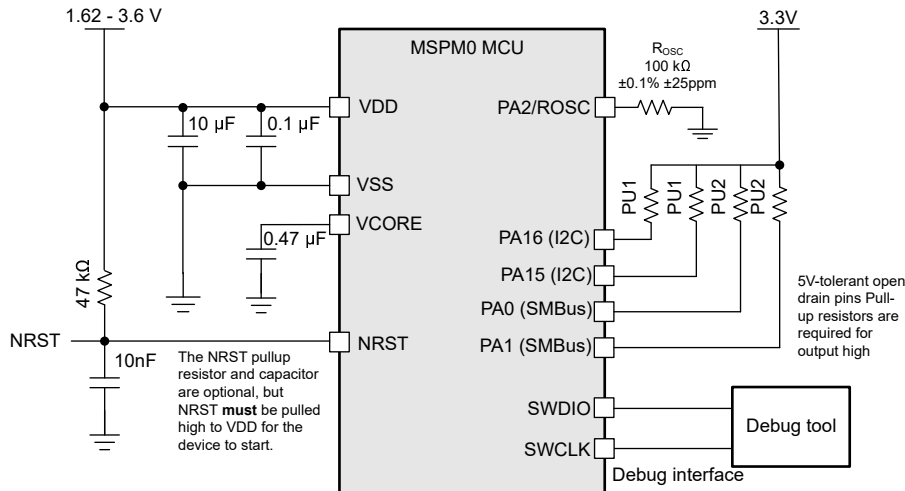 1.62 - 3.6 V
3.3V
MSPM0 MCU
ROSC
100 kΩ
±0.1% ±25ppm
VDD
PA2/ROSC
10 µF
0.1 µF
VSS
PU1
PU1
PU2
PU2
VCORE
0.47 µF
PA16 (I2C)
PA15 (I2C)
47 kΩ
PA0 (SMBus)
5V-tolerant open
drain pins Pull-
up resistors are
required for
output high
NRST
NRST
PA1 (SMBus)
10nF
The NRST pullup
resistor and capacitor
are optional, but
NRST must be pulled
high to VDD for the
device to start.
SWDIO
SWCLK
Debug tool
Debug interface